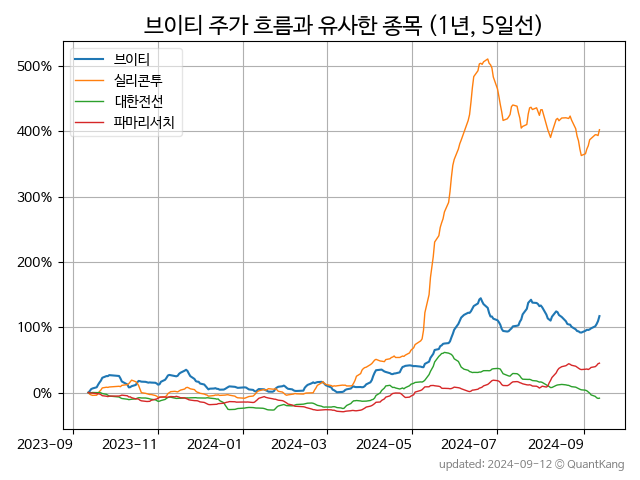 브이티 주가 흐름과 유사한 종목 (1년, 5일선)
브이티
실리콘투
대한전선
파마리서치
500%
400%
300%
200%
100%
0%
2023-09 2023-11 2024-01 2024-03 2024-05 2024-07 2024-09
updated: 2024-09-12 © QuantKang